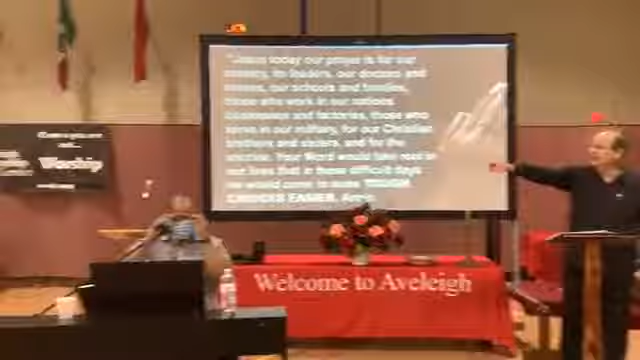 "Jesus today our prayer is for our
country, its leaders, our doctors and
nurses, our schools and families,
those who work in our nations
and factories, those who
serve in our military, for our Christian
brothers and sisters, and for the
Your Word would take root in
our lives that in these difficult days
we would come to make TOUGH
CHOICES EASIER.
Worship
Welcome to Aveleigh